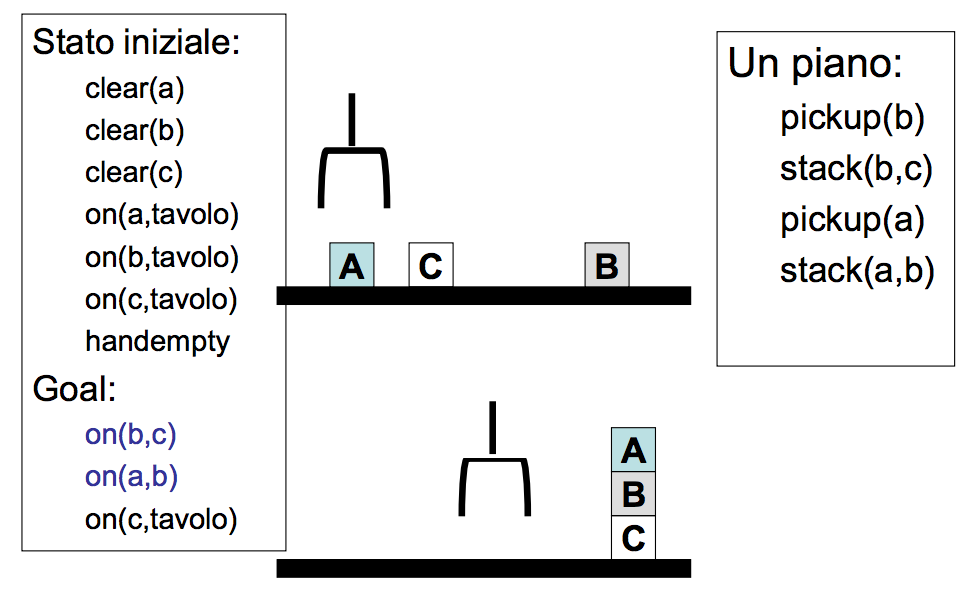 Stato iniziale:
clear(a)
clear(b)
clear(c)
on(a,tavolo)
on(b,tavolo)
on(c,tavolo)
handempty
Goal:
on(b,c)
on(a,b)
on(c,tavolo)
A C B
A
B
C
Un piano:
pickup(b)
stack(b,c)
pickup(a)
stack(a,b)